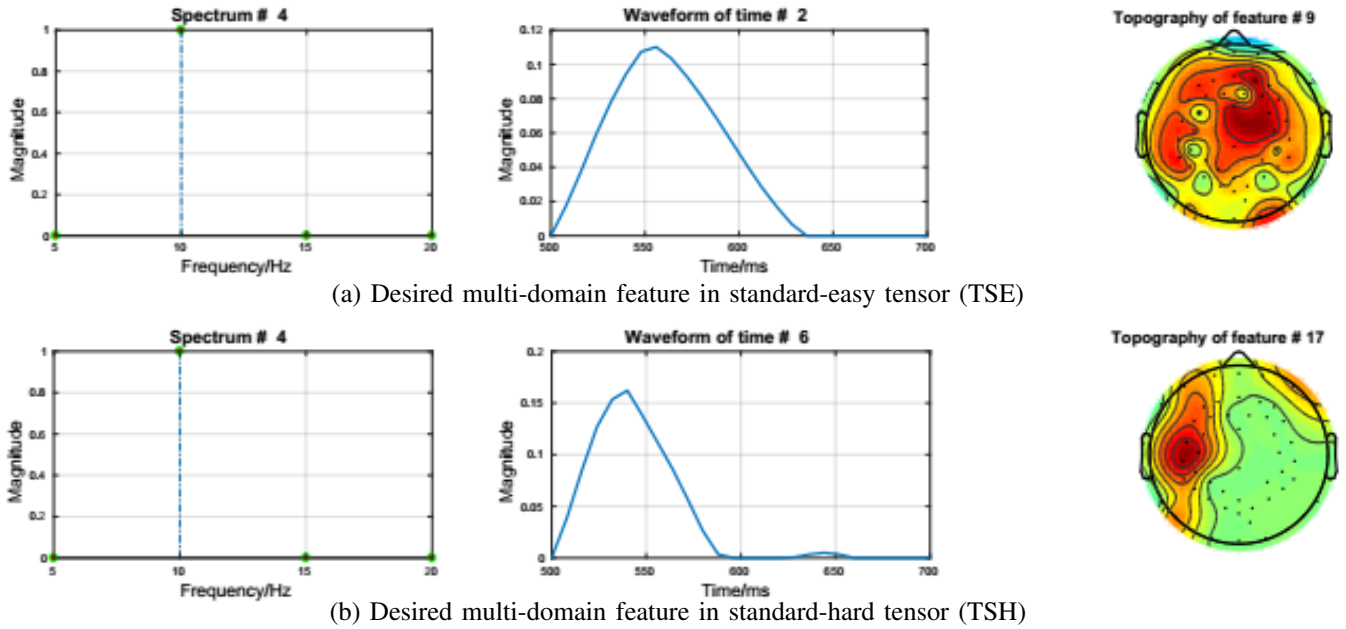 Spectrum # 4
Waveform of time # 2
Topography of feature # 9
Magnitude
1
0.8
0.6
0.4
0.2
0
5
10
15
20
Frequency/Hz
Magnitude
0.12
0.1
0.08
0.06
0.04
0.02
0
500
550
600
650
700
Time/ms
(a) Desired multi-domain feature in standard-easy tensor (TSE)
Spectrum # 4
Waveform of time # 6
Topography of feature # 17
Magnitude
1
0.8
0.6
0.4
0.2
0
5
10
15
20
Frequency/Hz
Magnitude
0.2
0.15
0.1
0.05
0
500
550
600
650
700
Time/ms
(b) Desired multi-domain feature in standard-hard tensor (TSH)